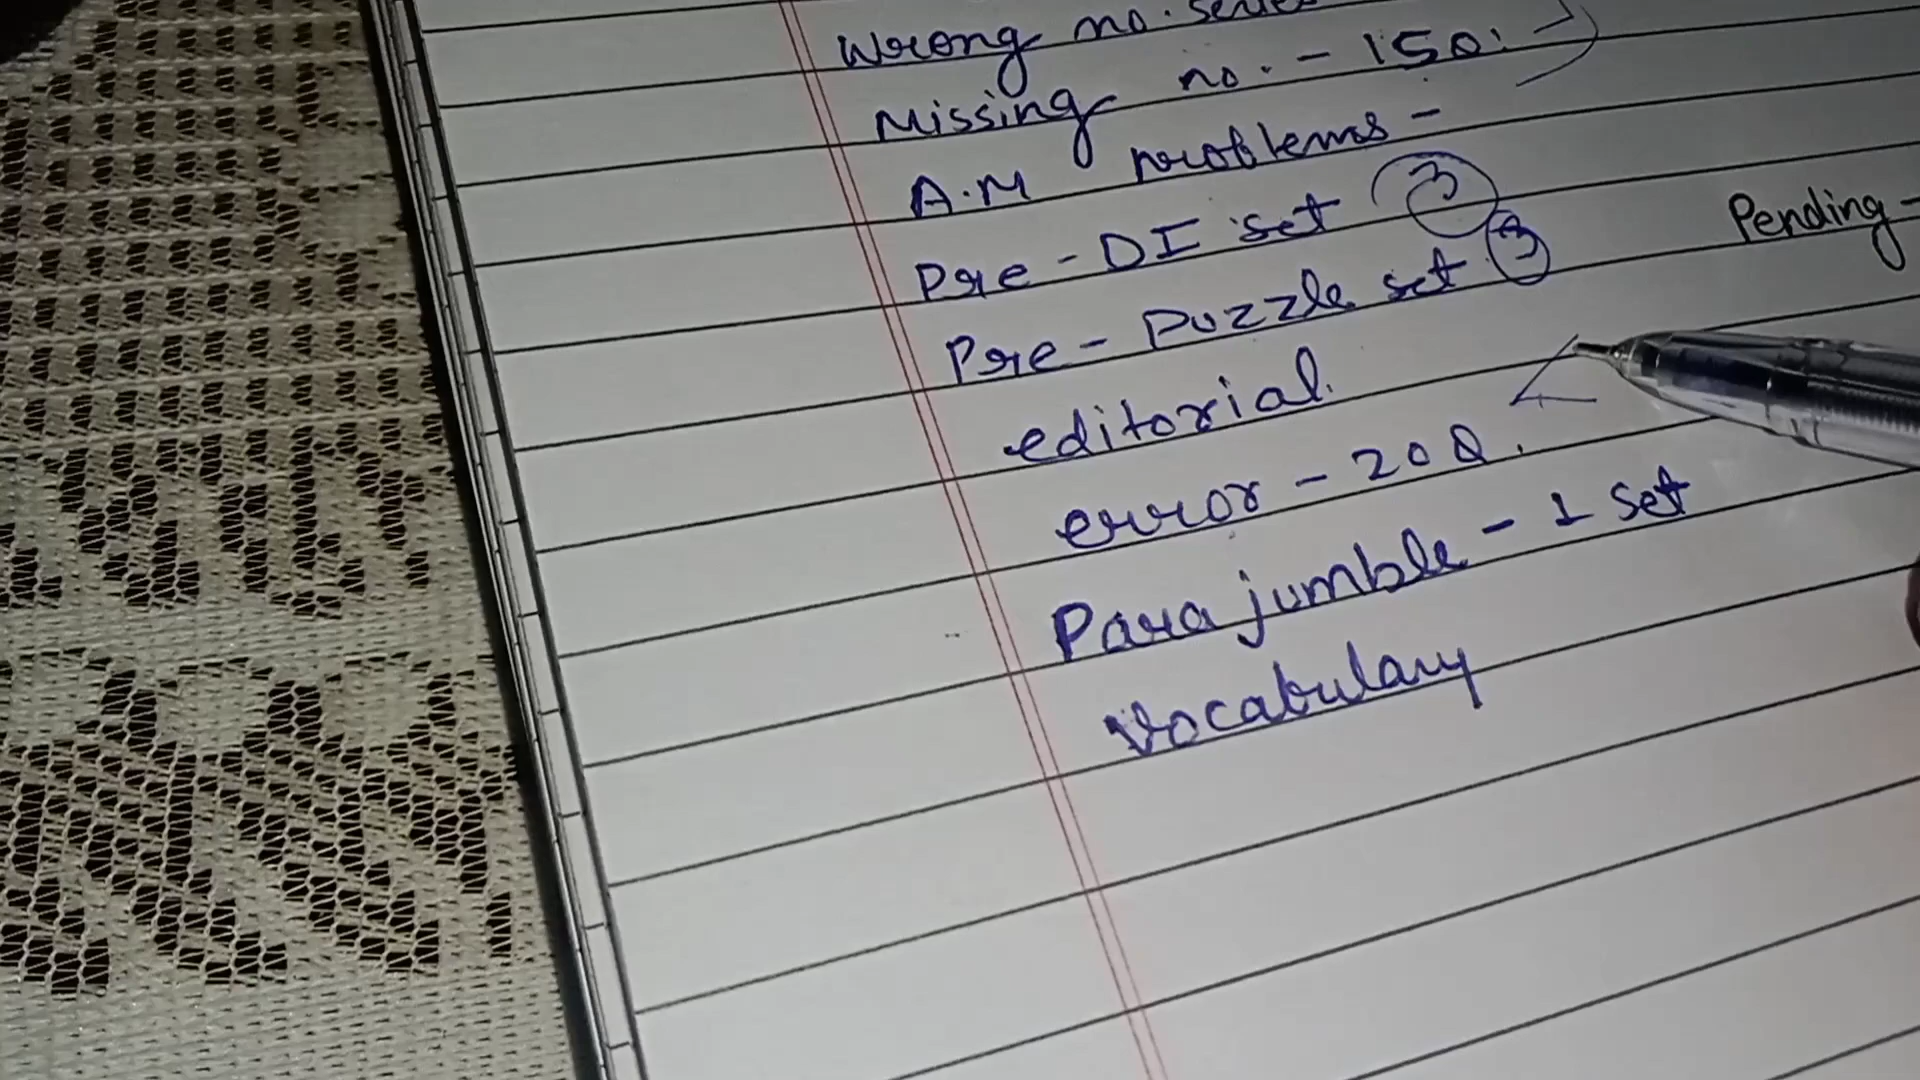 Wrong no. series
Missing no. - 150.
A.M problems -
Pre - DI set 3
Pre - Puzzle set 3
Pending -
editorial.
error - 20 Q.
Para jumble - 1 set
Vocabulary